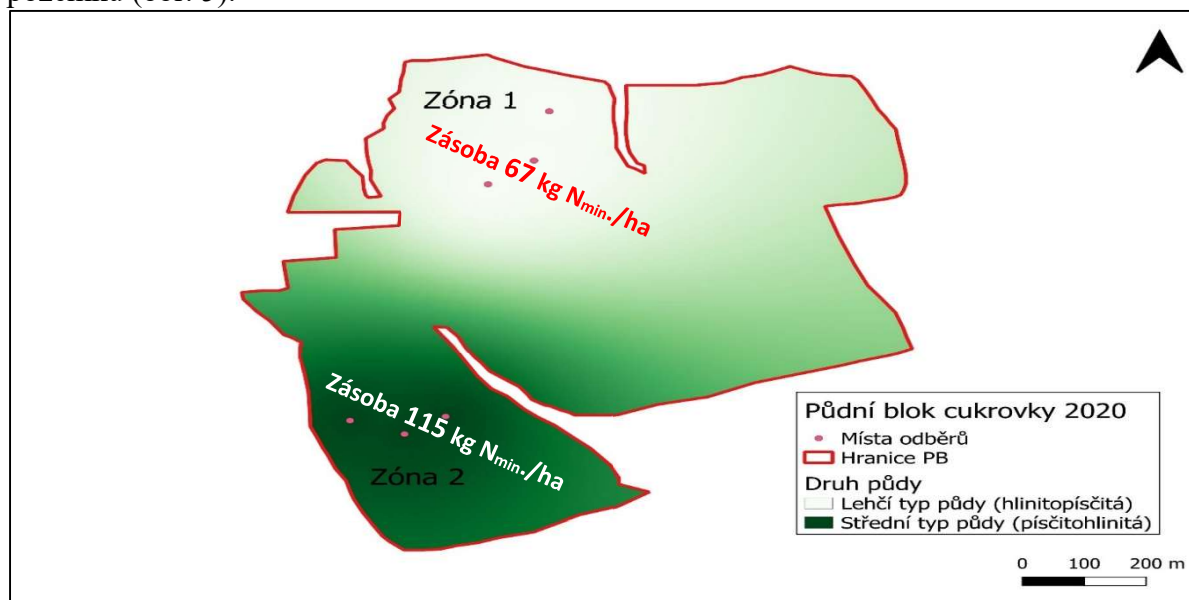 Zóna 1
Zásoba 67 kg Nmin./ha
Zásoba 115 kg Nmin./ha
Zóna 2
Půdní blok cukrovky 2020
Místa odběrů
Hranice PB
Druh půdy
Lehčí typ půdy (hlinitopísčitá)
Střední typ půdy (písčitohlinitá)
0 100 200 m